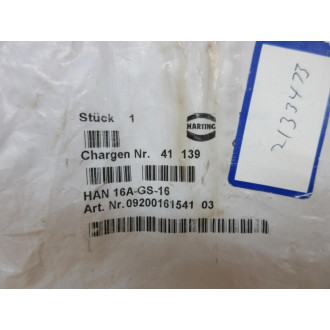 Stück 1
HARTING
Chargen Nr. 41 139
HAN 16A-GS-16
Art. Nr. 09200161541 03
2133473